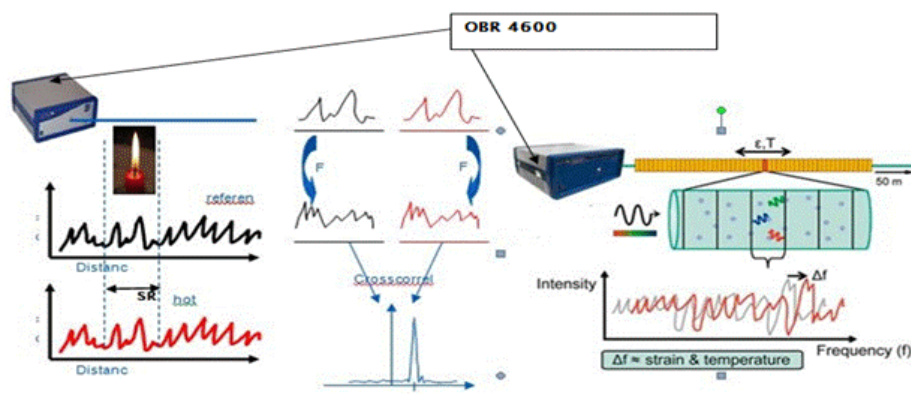 OBR 4600
referen
Distanc
SR
hot
Distanc
F
F
Crosscorrel
ε,T
50 m
Intensity
Δf
Frequency (f)
Δf ≈ strain & temperature